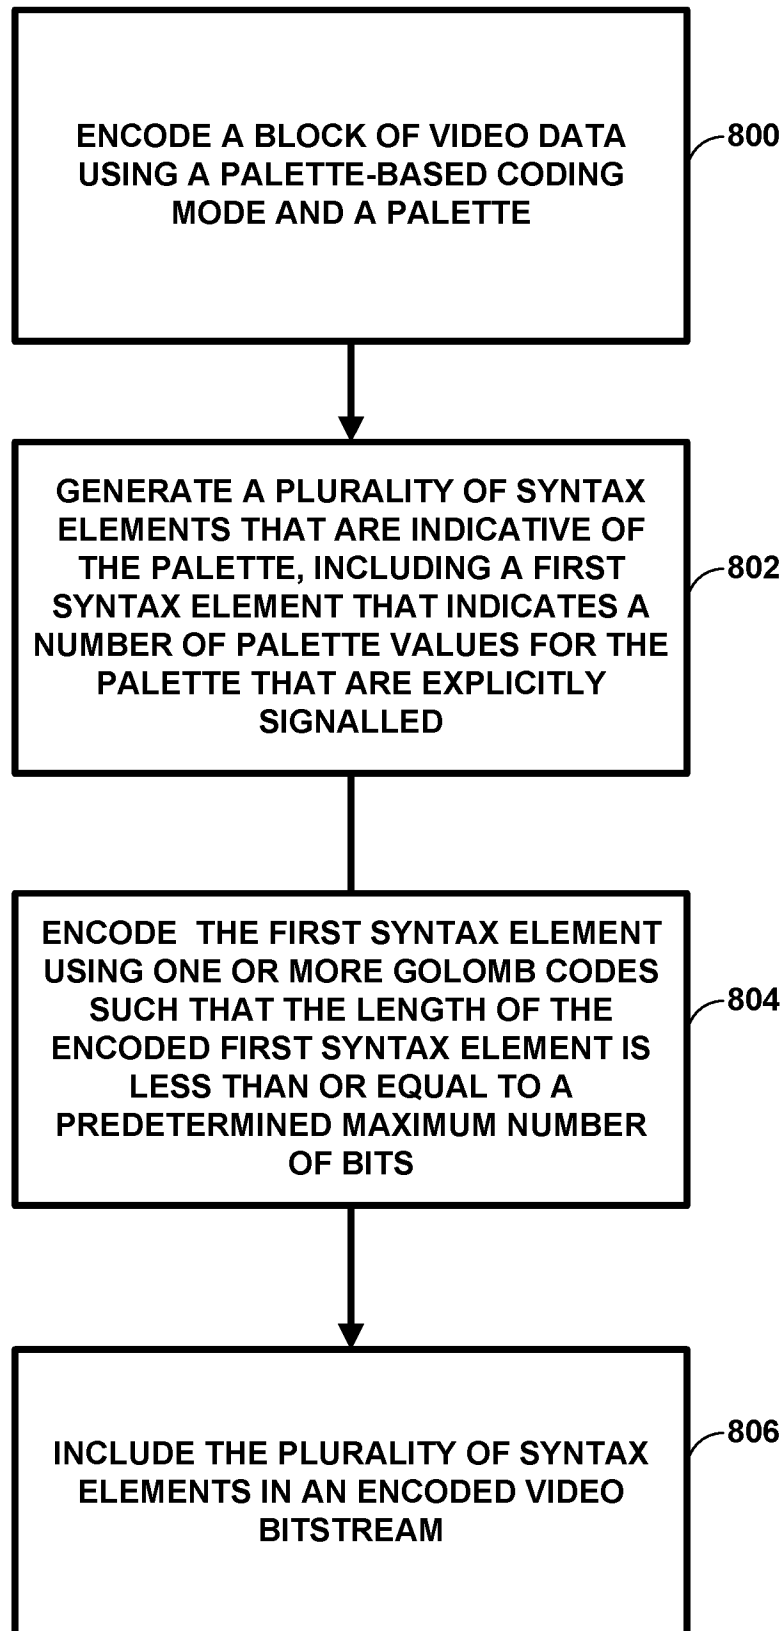 ENCODE A BLOCK OF VIDEO DATA
USING A PALETTE-BASED CODING
MODE AND A PALETTE
800
GENERATE A PLURALITY OF SYNTAX
ELEMENTS THAT ARE INDICATIVE OF
THE PALETTE, INCLUDING A FIRST
SYNTAX ELEMENT THAT INDICATES A
NUMBER OF PALETTE VALUES FOR THE
PALETTE THAT ARE EXPLICITLY
SIGNALLED
802
ENCODE THE FIRST SYNTAX ELEMENT
USING ONE OR MORE GOLOMB CODES
SUCH THAT THE LENGTH OF THE
ENCODED FIRST SYNTAX ELEMENT IS
LESS THAN OR EQUAL TO A
PREDETERMINED MAXIMUM NUMBER
OF BITS
804
INCLUDE THE PLURALITY OF SYNTAX
ELEMENTS IN AN ENCODED VIDEO
BITSTREAM
806